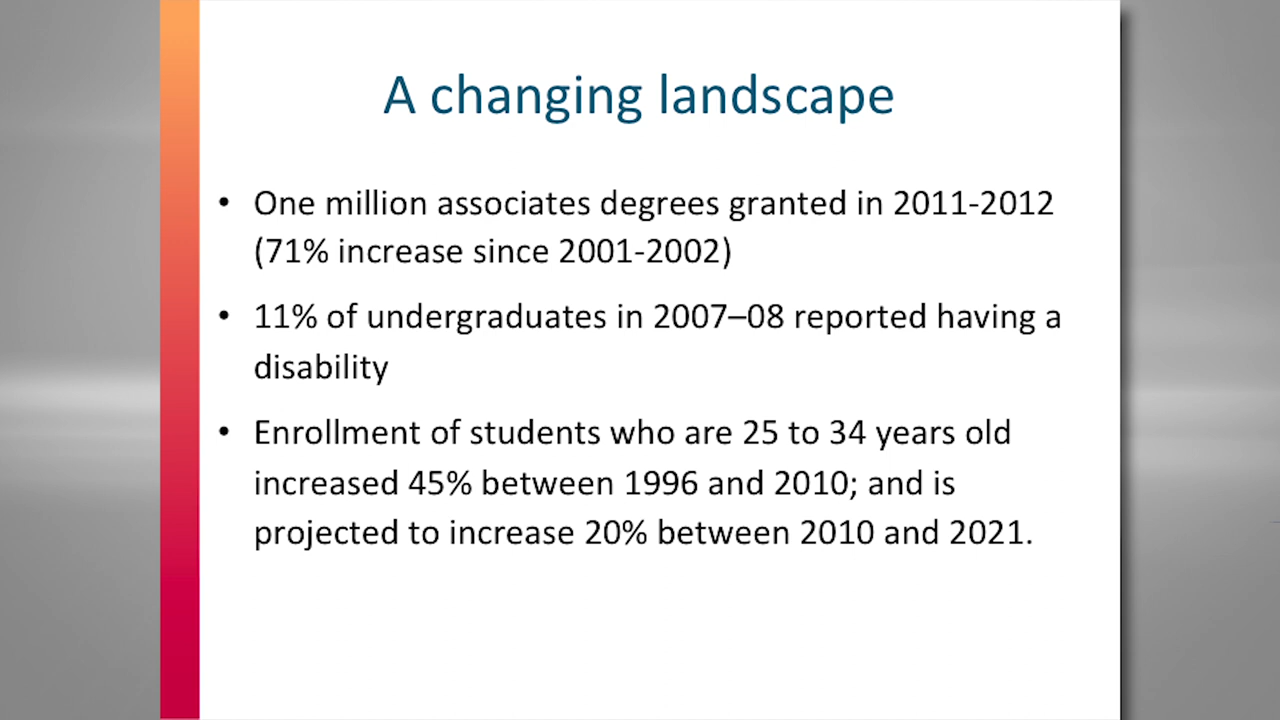 A changing landscape
• One million associates degrees granted in 2011-2012
(71% increase since 2001-2002)
• 11% of undergraduates in 2007–08 reported having a
disability
• Enrollment of students who are 25 to 34 years old
increased 45% between 1996 and 2010; and is
projected to increase 20% between 2010 and 2021.